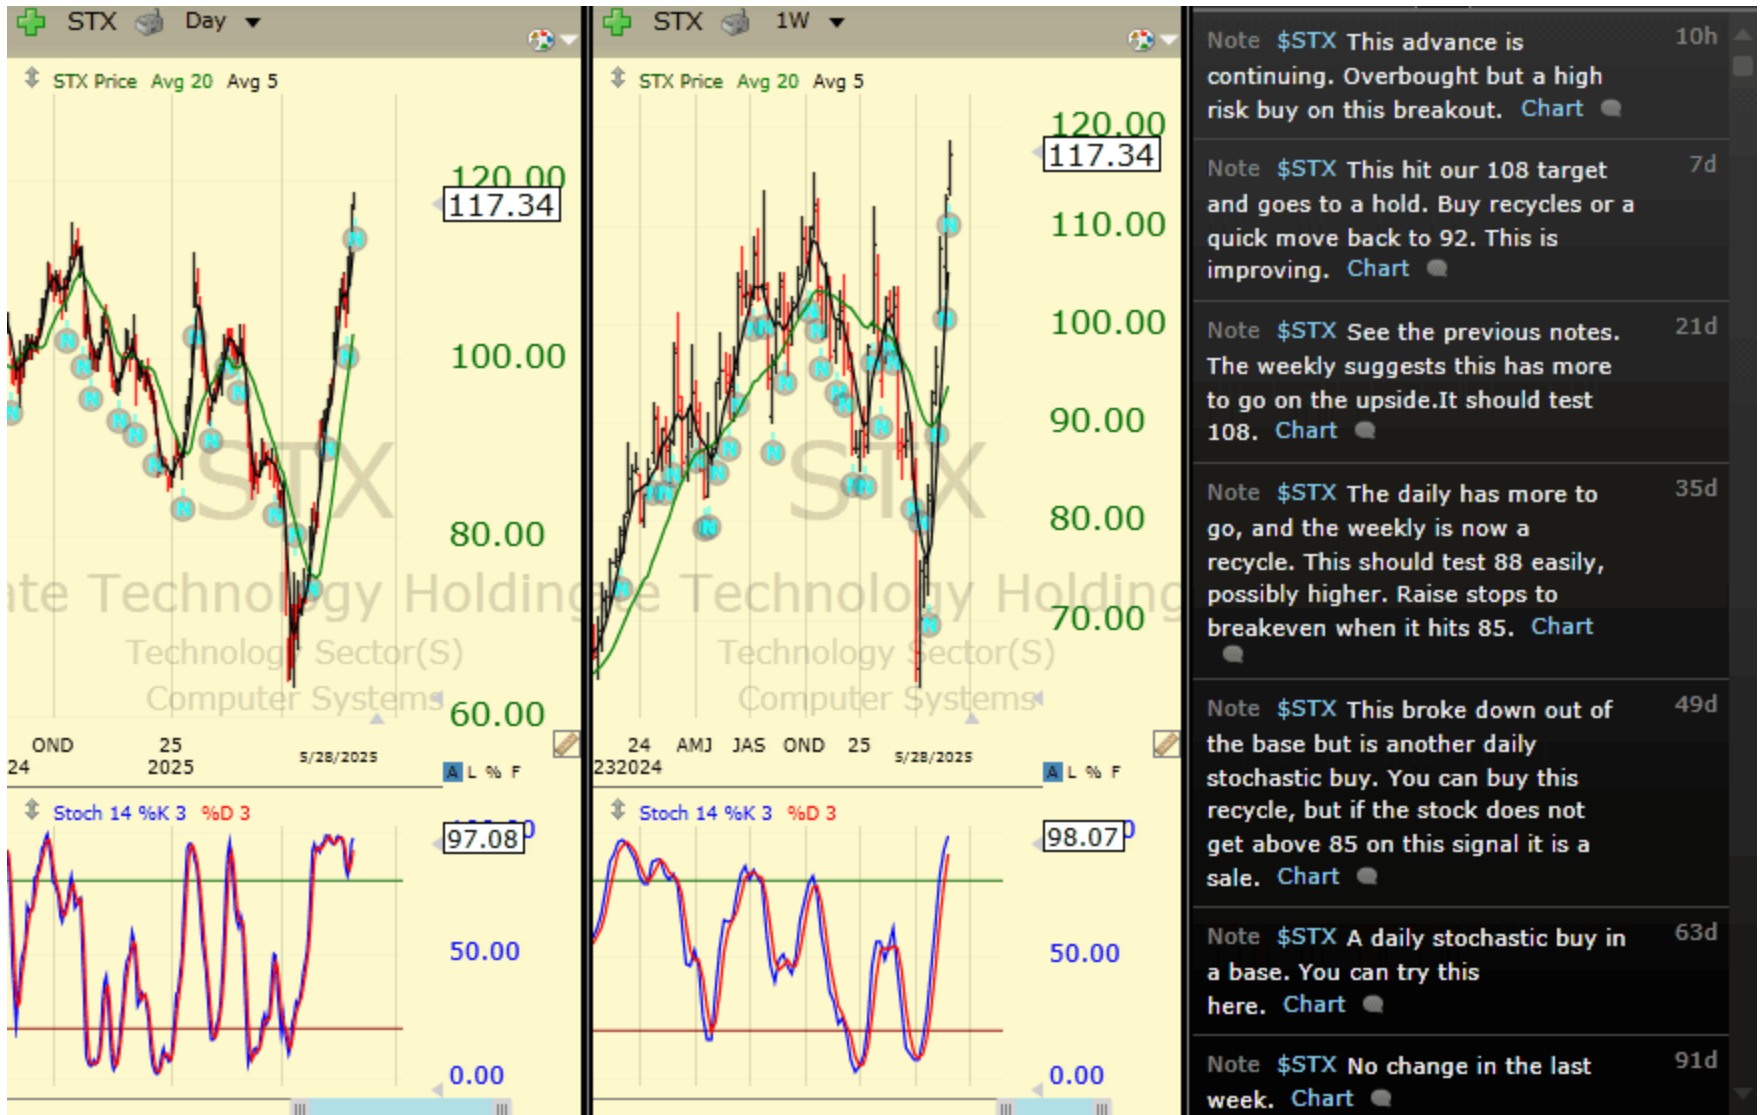 STX Day
STX Price Avg 20 Avg 5
120.00
117.34
100.00
80.00
60.00
STX
Technology Holding
Technology Sector(S)
Computer Systems
OND 25 5/28/2025
24 2025
A L % F
Stoch 14 %K 3 %D 3
97.08
50.00
0.00
STX 1W
STX Price Avg 20 Avg 5
120.00
117.34
110.00
100.00
90.00
80.00
70.00
STX
Technology Holding
Technology Sector(S)
Computer Systems
24 AMJ JAS OND 25 5/28/2025
232024
A L % F
Stoch 14 %K 3 %D 3
98.07
50.00
0.00
Note $STX This advance is 10h
continuing. Overbought but a high
risk buy on this breakout. Chart
Note $STX This hit our 108 target 7d
and goes to a hold. Buy recycles or a
quick move back to 92. This is
improving. Chart
Note $STX See the previous notes. 21d
The weekly suggests this has more
to go on the upside.It should test
108. Chart
Note $STX The daily has more to 35d
go, and the weekly is now a
recycle. This should test 88 easily,
possibly higher. Raise stops to
breakeven when it hits 85. Chart
Note $STX This broke down out of 49d
the base but is another daily
stochastic buy. You can buy this
recycle, but if the stock does not
get above 85 on this signal it is a
sale. Chart
Note $STX A daily stochastic buy in 63d
a base. You can try this
here. Chart
Note $STX No change in the last 91d
week. Chart